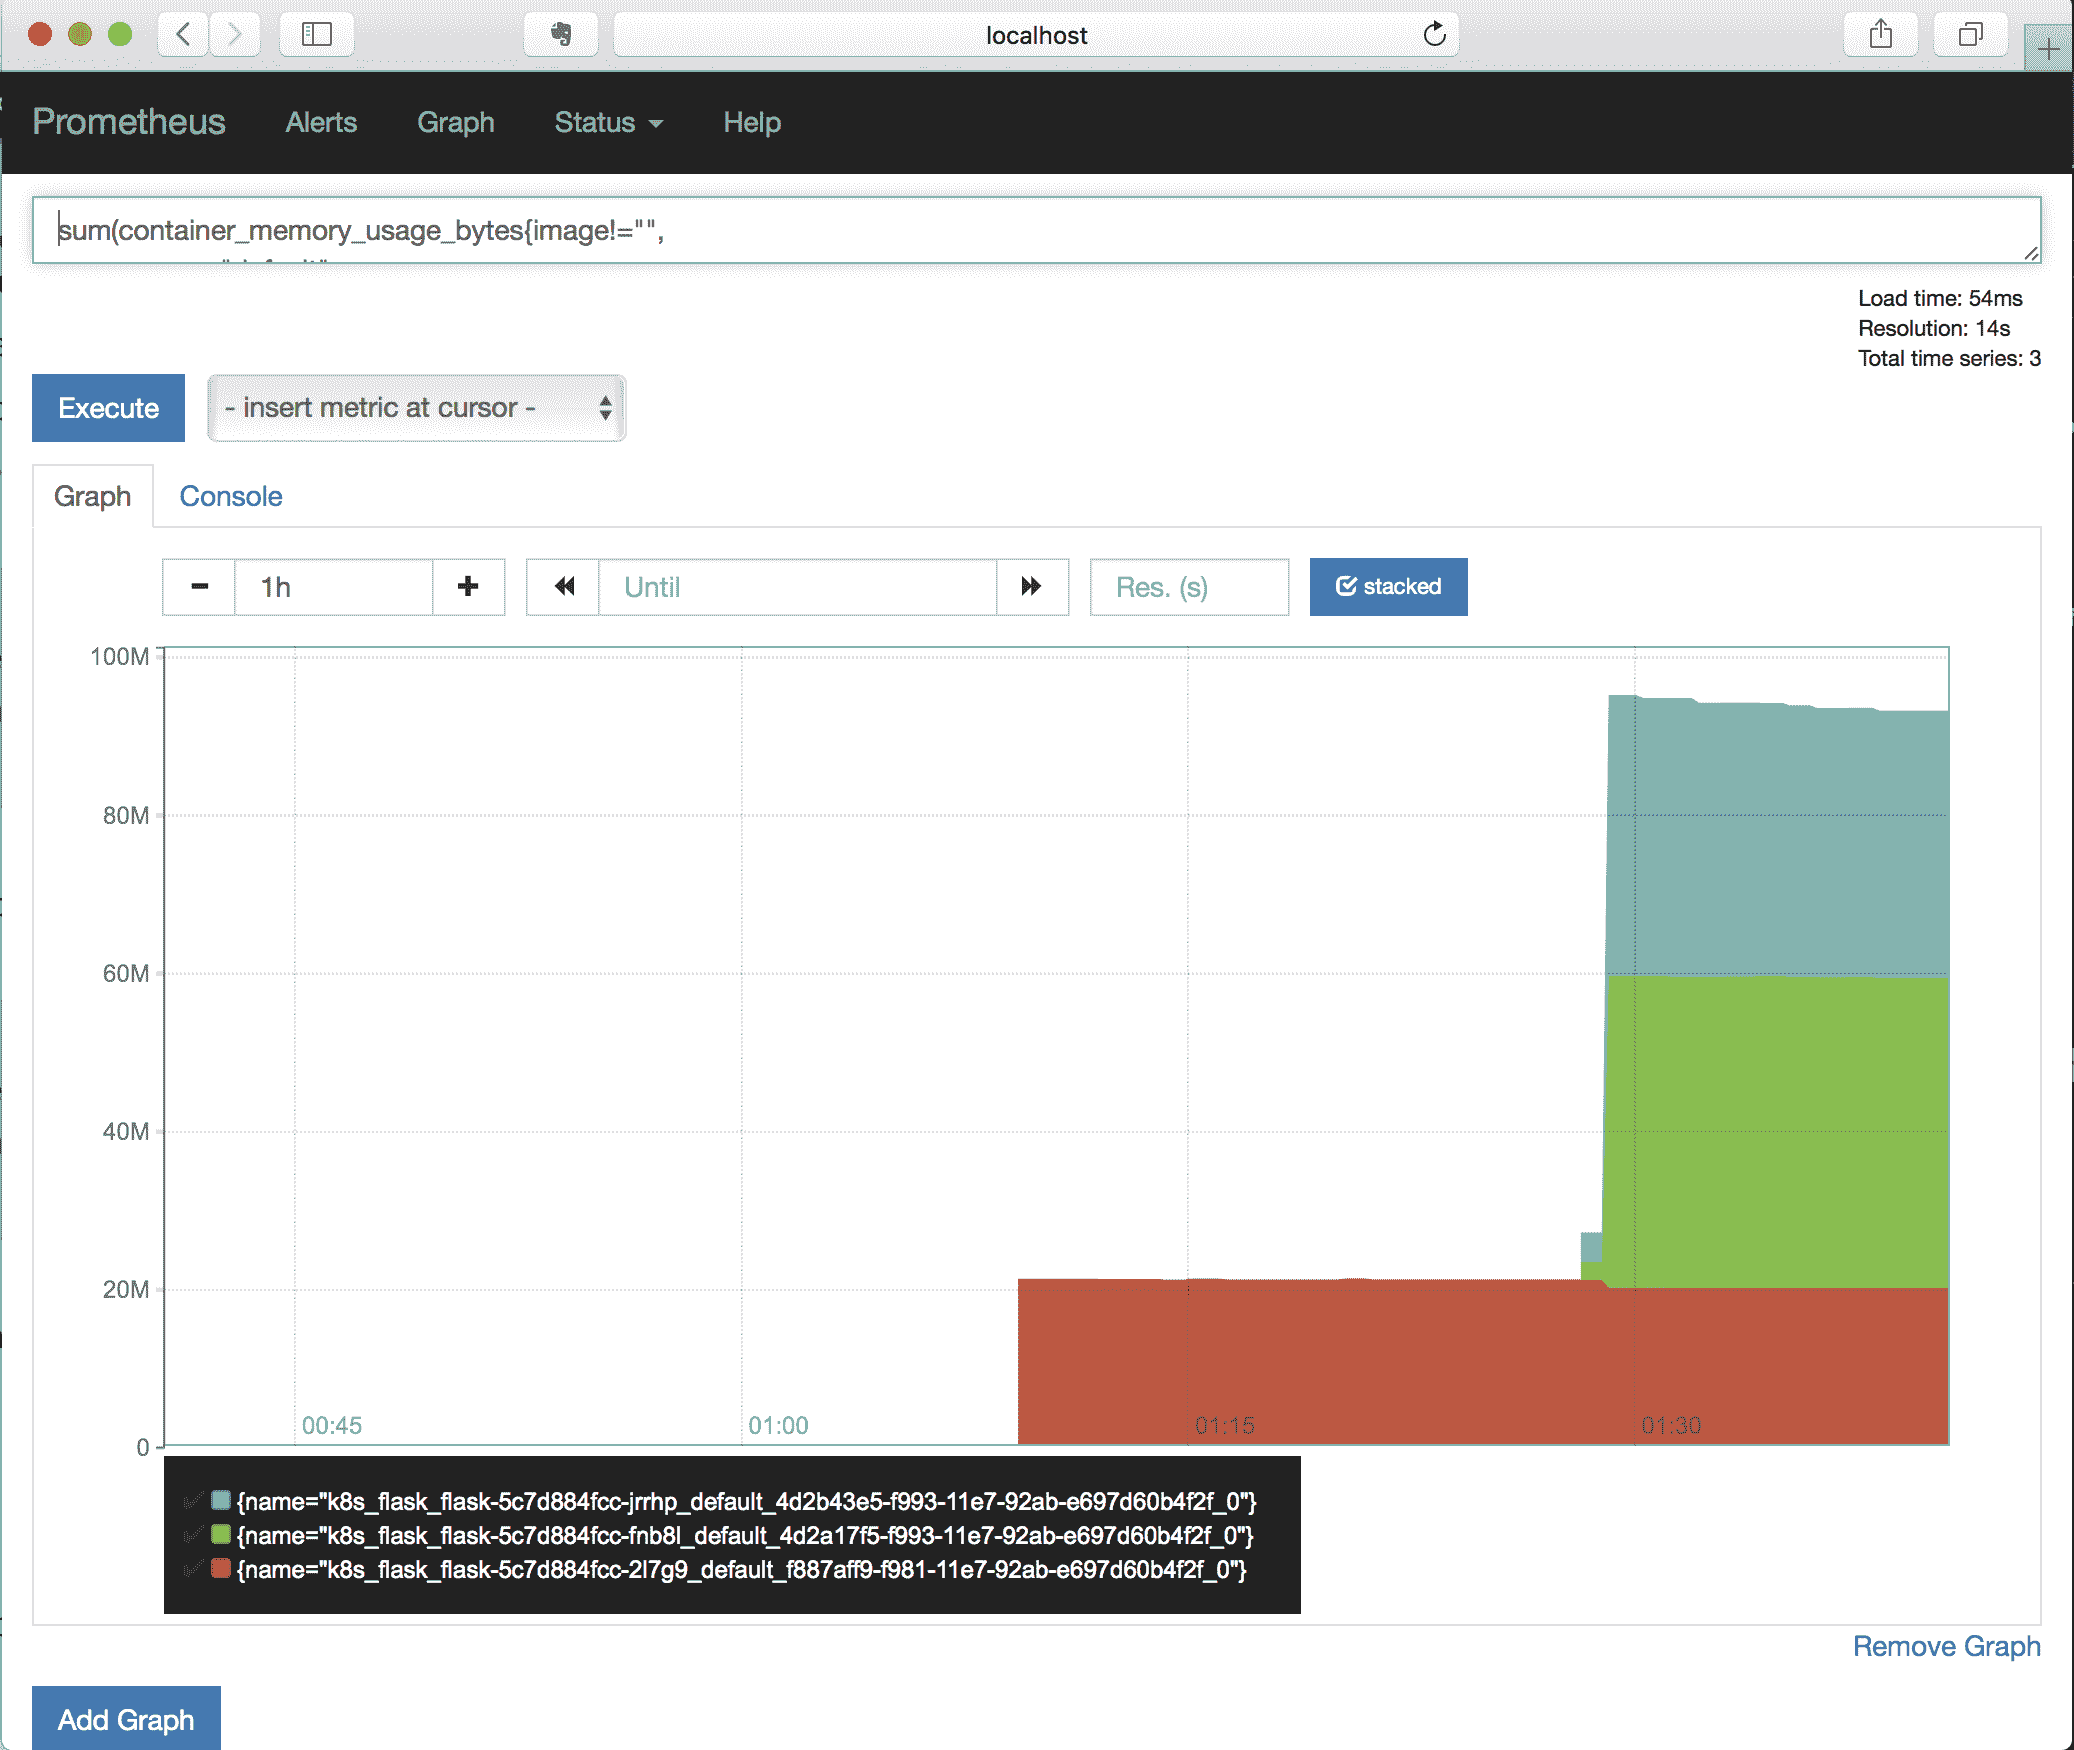 localhost
Prometheus Alerts Graph Status Help
sum(container_memory_usage_bytes{image!="",
Load time: 54ms
Resolution: 14s
Total time series: 3
Execute
- insert metric at cursor -
Graph Console
1h Until Res. (s) stacked
100M
80M
60M
40M
20M
0
00:45 01:00 01:15 01:30
{name="k8s_flask_flask-5c7d884fcc-jrrhp_default_4d2b43e5-f993-11e7-92ab-e697d60b4f2f_0"}
{name="k8s_flask_flask-5c7d884fcc-fnb8l_default_4d2a17f5-f993-11e7-92ab-e697d60b4f2f_0"}
{name="k8s_flask_flask-5c7d884fcc-2l7g9_default_f887aff9-f981-11e7-92ab-e697d60b4f2f_0"}
Remove Graph
Add Graph